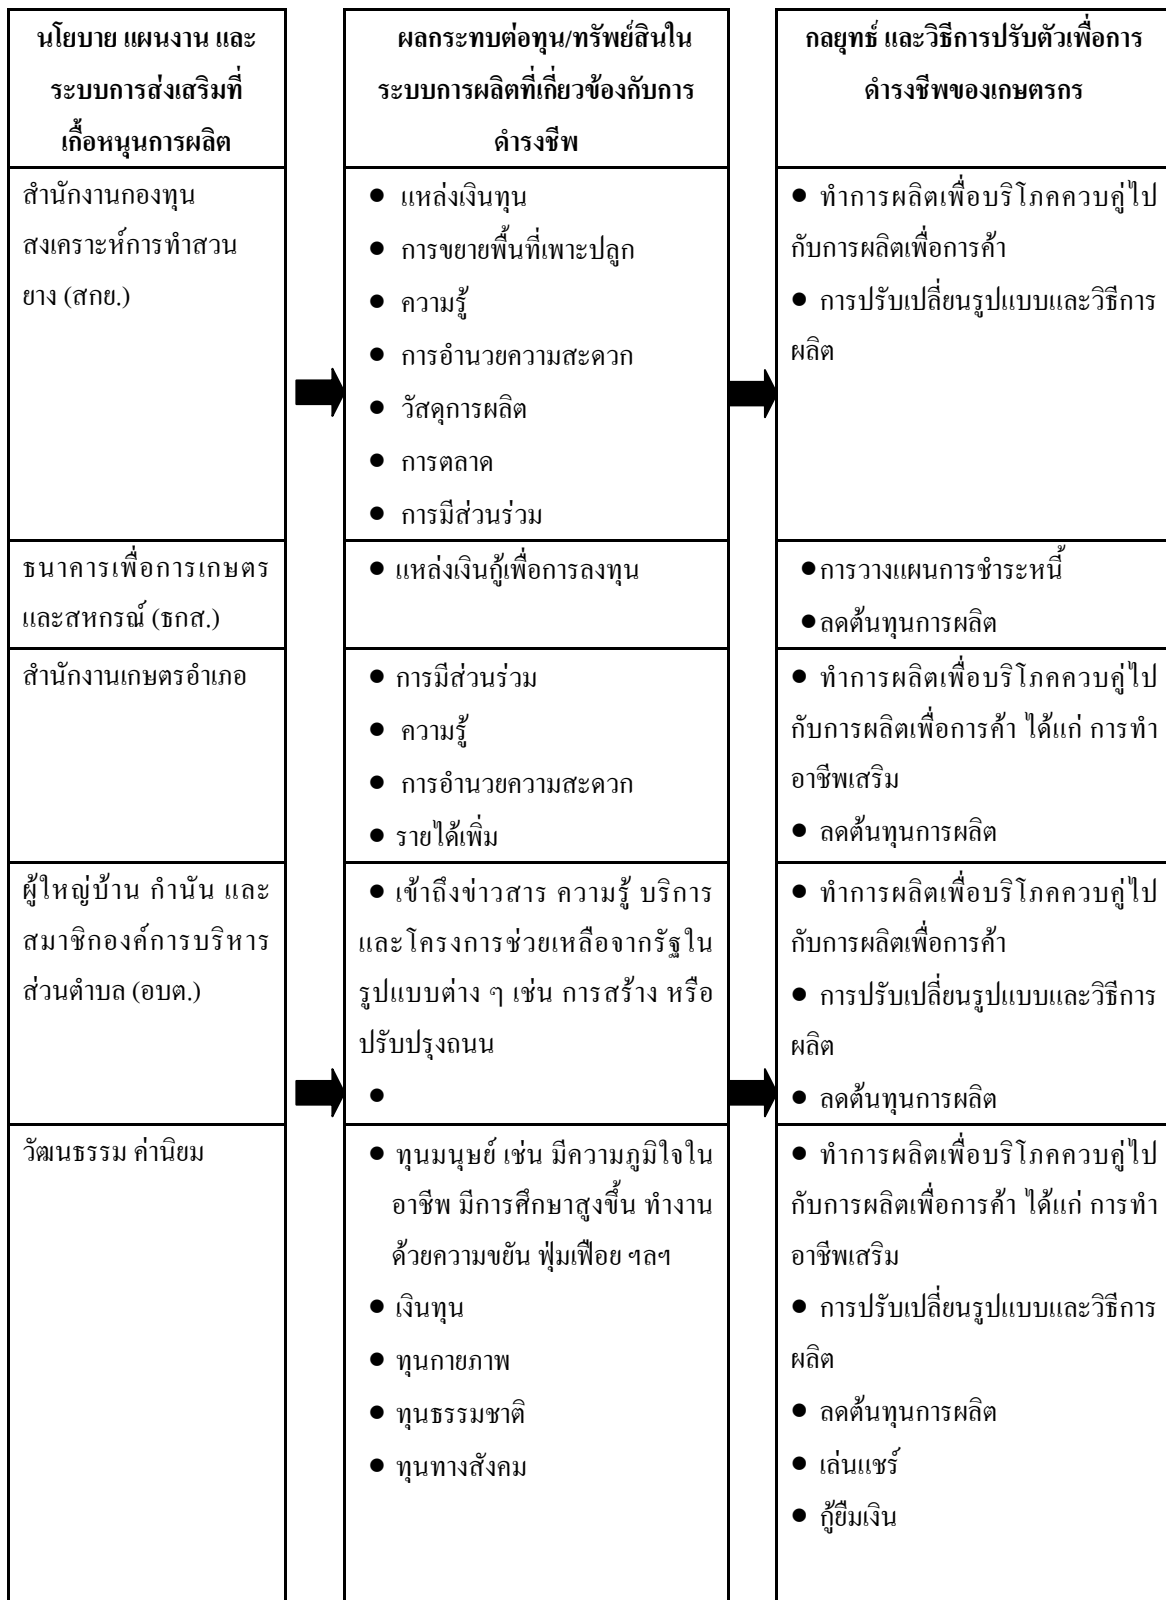 นโยบาย แผนงาน และ
ระบบการส่งเสริมที่
เกื้อหนุนการผลิต
ผลกระทบต่อทุน/ทรัพย์สินใน
ระบบการผลิตที่เกี่ยวข้องกับการ
ดำรงชีพ
กลยุทธ์ และวิธีการปรับตัวเพื่อการ
ดำรงชีพของเกษตรกร
สำนักงานกองทุน
สงเคราะห์การทำสวน
ยาง (สกย.)
● แหล่งเงินทุน
● การขยายพื้นที่เพาะปลูก
● ความรู้
● การอำนวยความสะดวก
● วัสดุการผลิต
● การตลาด
● การมีส่วนร่วม
● ทำการผลิตเพื่อบริโภคควบคู่ไป
กับการผลิตเพื่อการค้า
● การปรับเปลี่ยนรูปแบบและวิธีการ
ผลิต
ธนาคารเพื่อการเกษตร
และสหกรณ์ (ธกส.)
● แหล่งเงินกู้เพื่อการลงทุน
● การวางแผนการชำระหนี้
● ลดต้นทุนการผลิต
สำนักงานเกษตรอำเภอ
● การมีส่วนร่วม
● ความรู้
● การอำนวยความสะดวก
● รายได้เพิ่ม
● ทำการผลิตเพื่อบริโภคควบคู่ไป
กับการผลิตเพื่อการค้า ได้แก่ การทำ
อาชีพเสริม
● ลดต้นทุนการผลิต
ผู้ใหญ่บ้าน กำนัน และ
สมาชิกองค์การบริหาร
ส่วนตำบล (อบต.)
● เข้าถึงข่าวสาร ความรู้ บริการ
และโครงการช่วยเหลือจากรัฐใน
รูปแบบต่าง ๆ เช่น การสร้าง หรือ
ปรับปรุงถนน
●
● ทำการผลิตเพื่อบริโภคควบคู่ไป
กับการผลิตเพื่อการค้า
● การปรับเปลี่ยนรูปแบบและวิธีการ
ผลิต
● ลดต้นทุนการผลิต
วัฒนธรรม ค่านิยม
● ทุนมนุษย์ เช่น มีความภูมิใจใน
อาชีพ มีการศึกษาสูงขึ้น ทำงาน
ด้วยความขยัน ฟุ่มเฟือย ฯลฯ
● เงินทุน
● ทุนกายภาพ
● ทุนธรรมชาติ
● ทุนทางสังคม
● ทำการผลิตเพื่อบริโภคควบคู่ไป
กับการผลิตเพื่อการค้า ได้แก่ การทำ
อาชีพเสริม
● การปรับเปลี่ยนรูปแบบและวิธีการ
ผลิต
● ลดต้นทุนการผลิต
● เล่นแชร์
● กู้ยืมเงิน